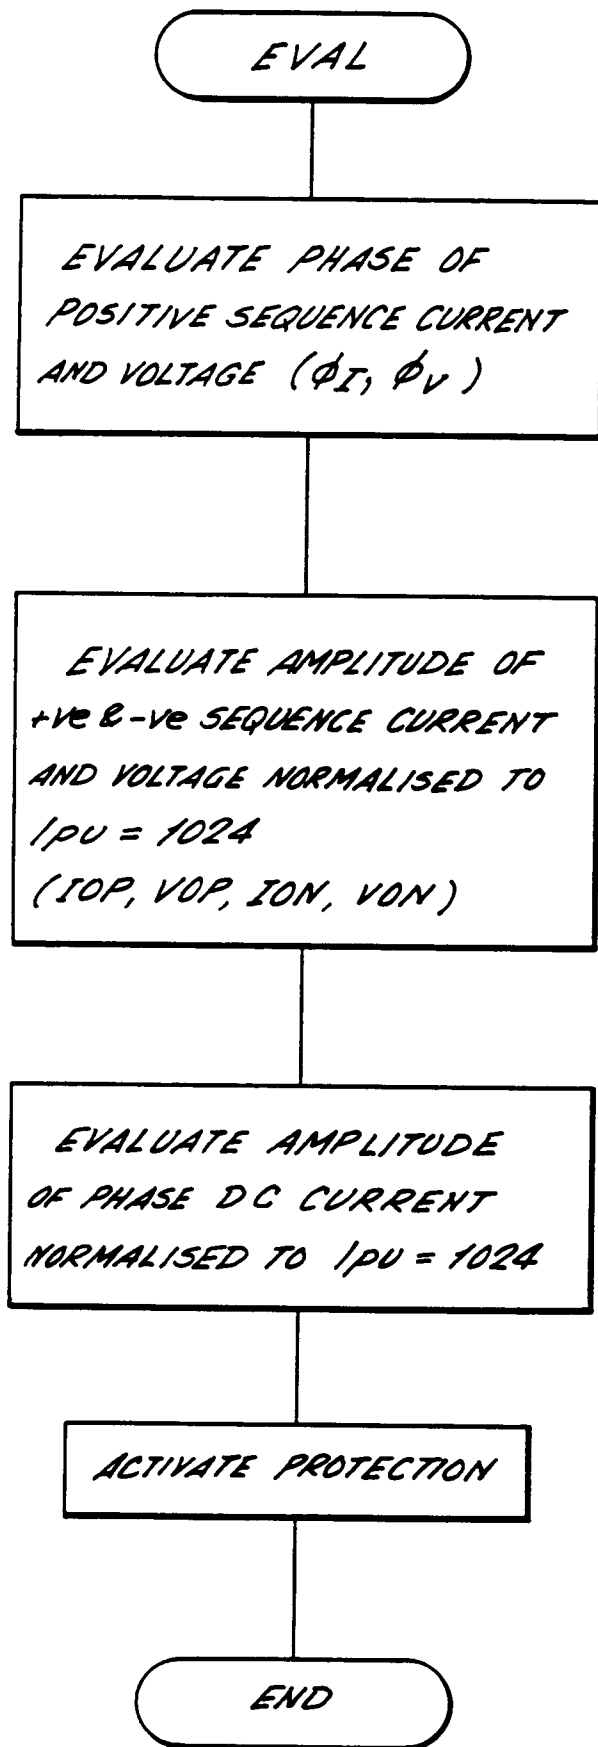 EVAL
EVALUATE PHASE OF
POSITIVE SEQUENCE CURRENT
AND VOLTAGE (ϕI, ϕV)
EVALUATE AMPLITUDE OF
+ve & -ve SEQUENCE CURRENT
AND VOLTAGE NORMALISED TO
1pu = 1024
(IOP, VOP, ION, VON)
EVALUATE AMPLITUDE
OF PHASE DC CURRENT
NORMALISED TO 1pu = 1024
ACTIVATE PROTECTION
END